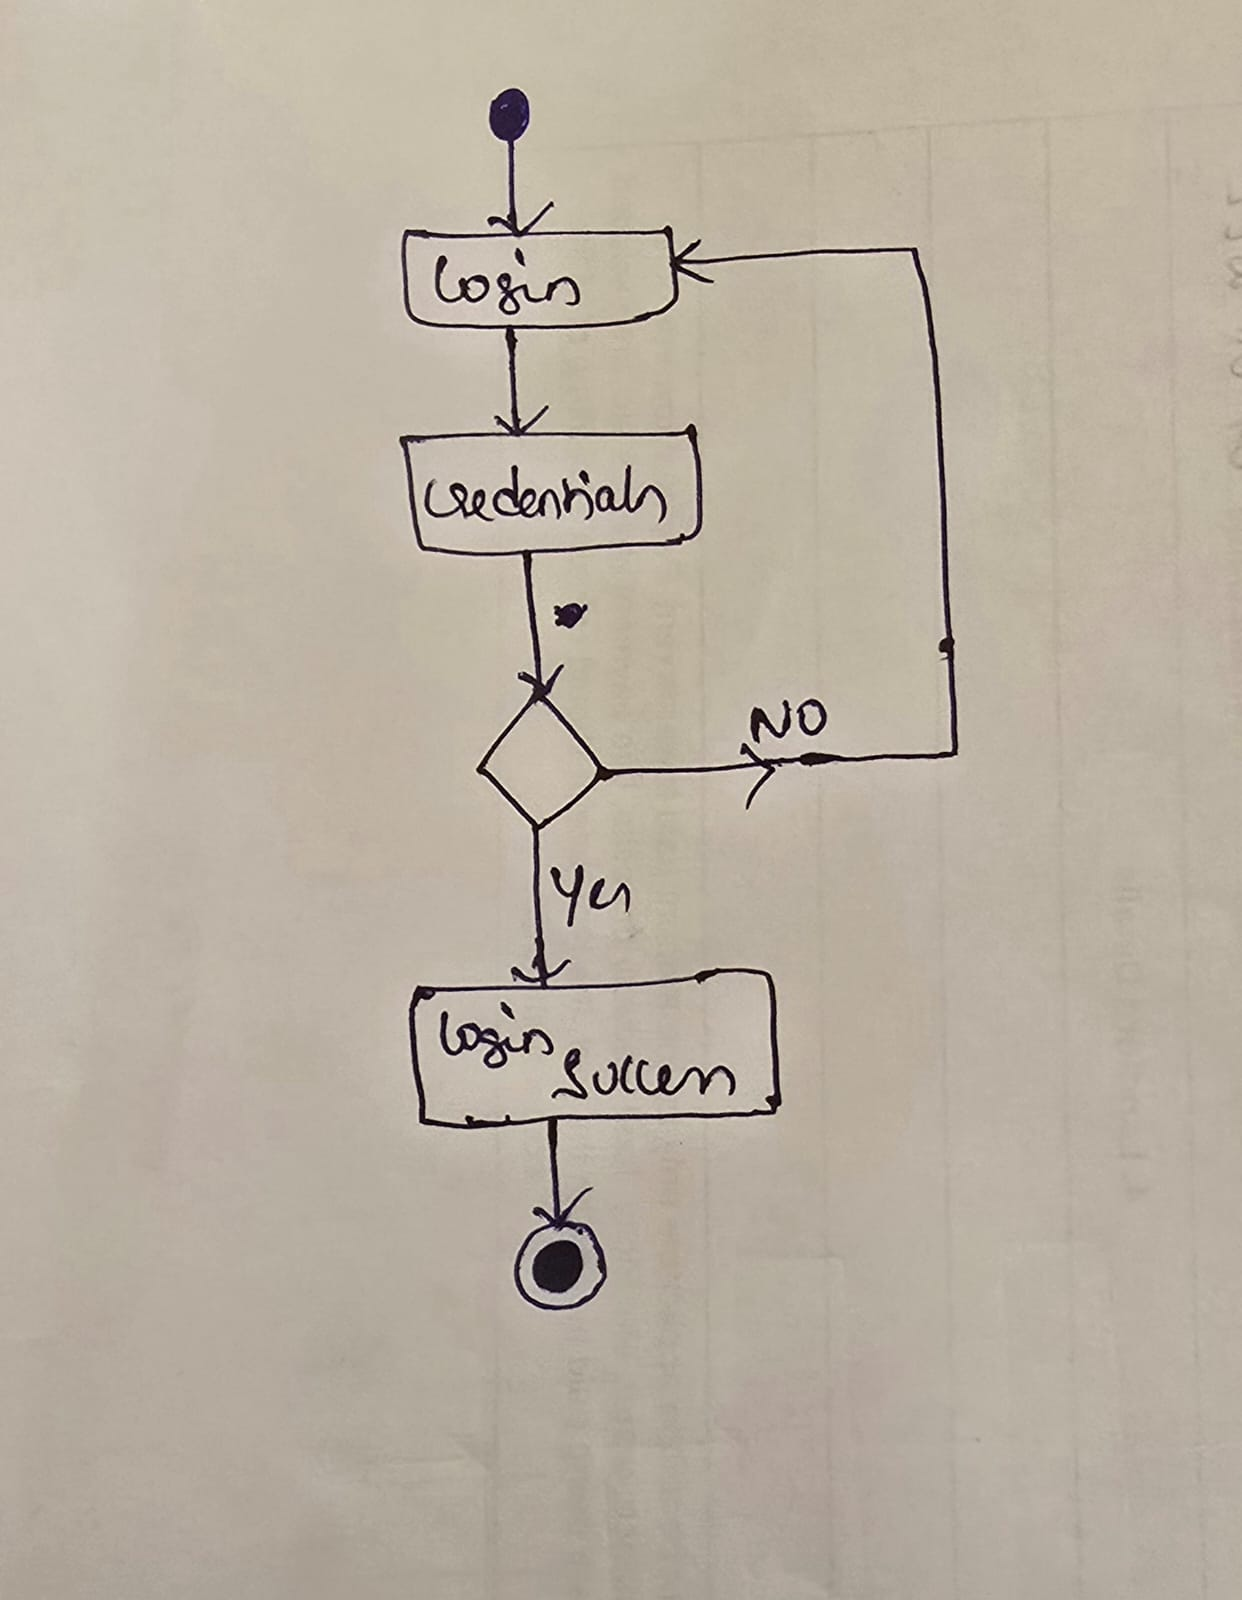 Login
Credentials
NO
Yes
Login
Success